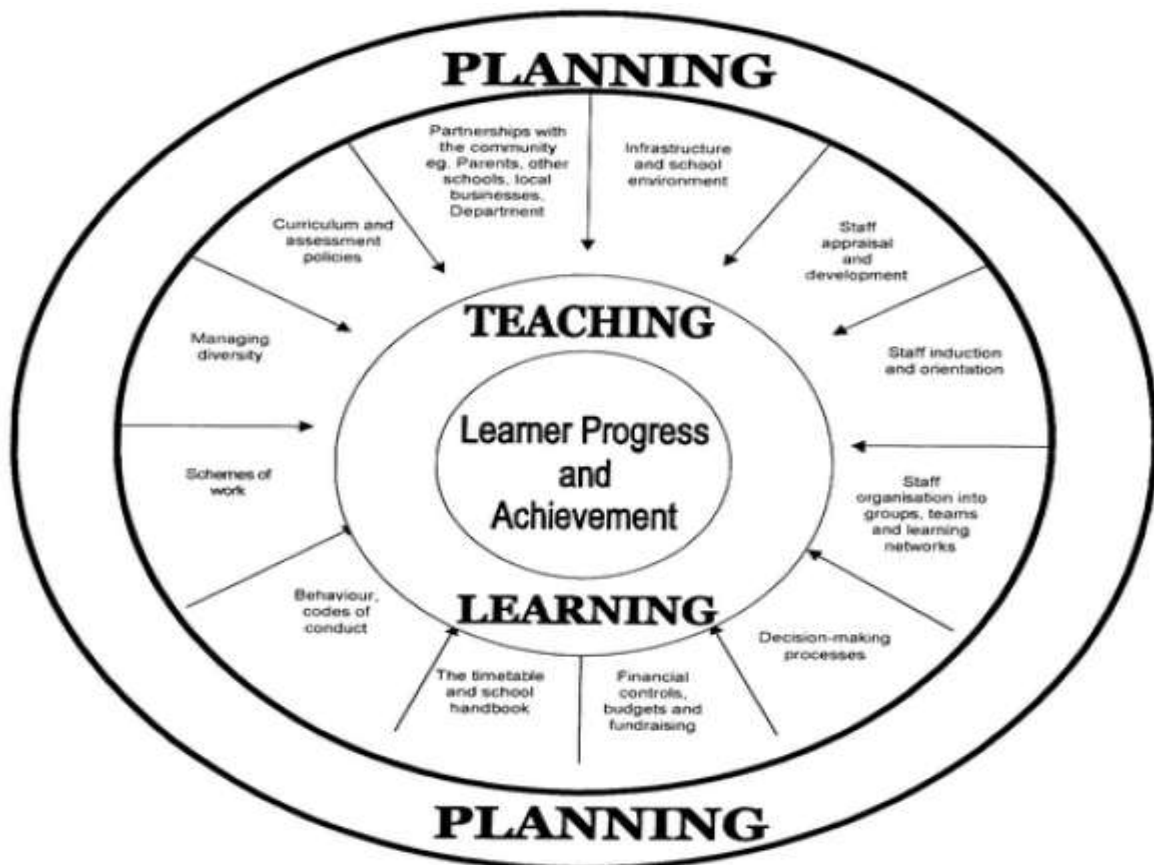 PLANNING
Partnerships with
the community
eg. Parents, other
schools, local
businesses,
Department
Infrastructure
and school
environment
Staff
appraisal
and
development
Staff induction
and orientation
Staff
organisation into
groups, teams
and learning
networks
Decision-making
processes
Financial
controls,
budgets and
fundraising
The timetable
and school
handbook
Behaviour,
codes of
conduct
Schemes of
work
Managing
diversity
Curriculum and
assessment
policies
TEACHING
Learner Progress
and
Achievement
LEARNING
PLANNING